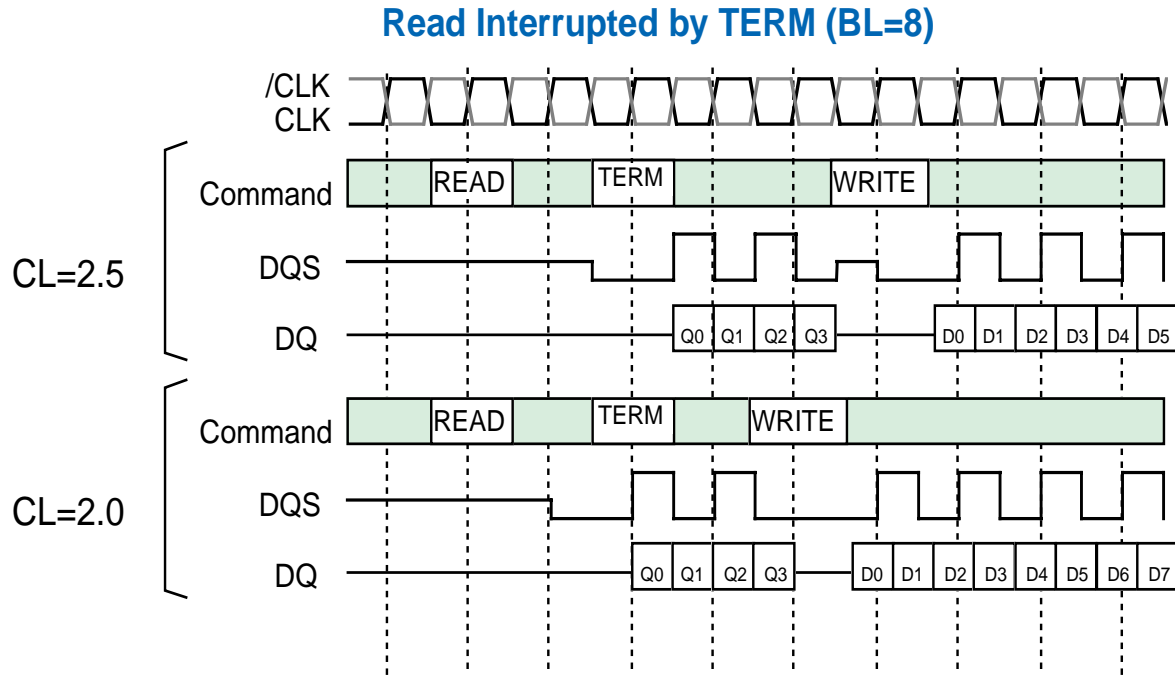 Read Interrupted by TERM (BL=8)
/CLK
CLK
Command READ TERM WRITE
CL=2.5
DQS
DQ Q0 Q1 Q2 Q3 D0 D1 D2 D3 D4 D5
Command READ TERM WRITE
CL=2.0
DQS
DQ Q0 Q1 Q2 Q3 D0 D1 D2 D3 D4 D5 D6 D7